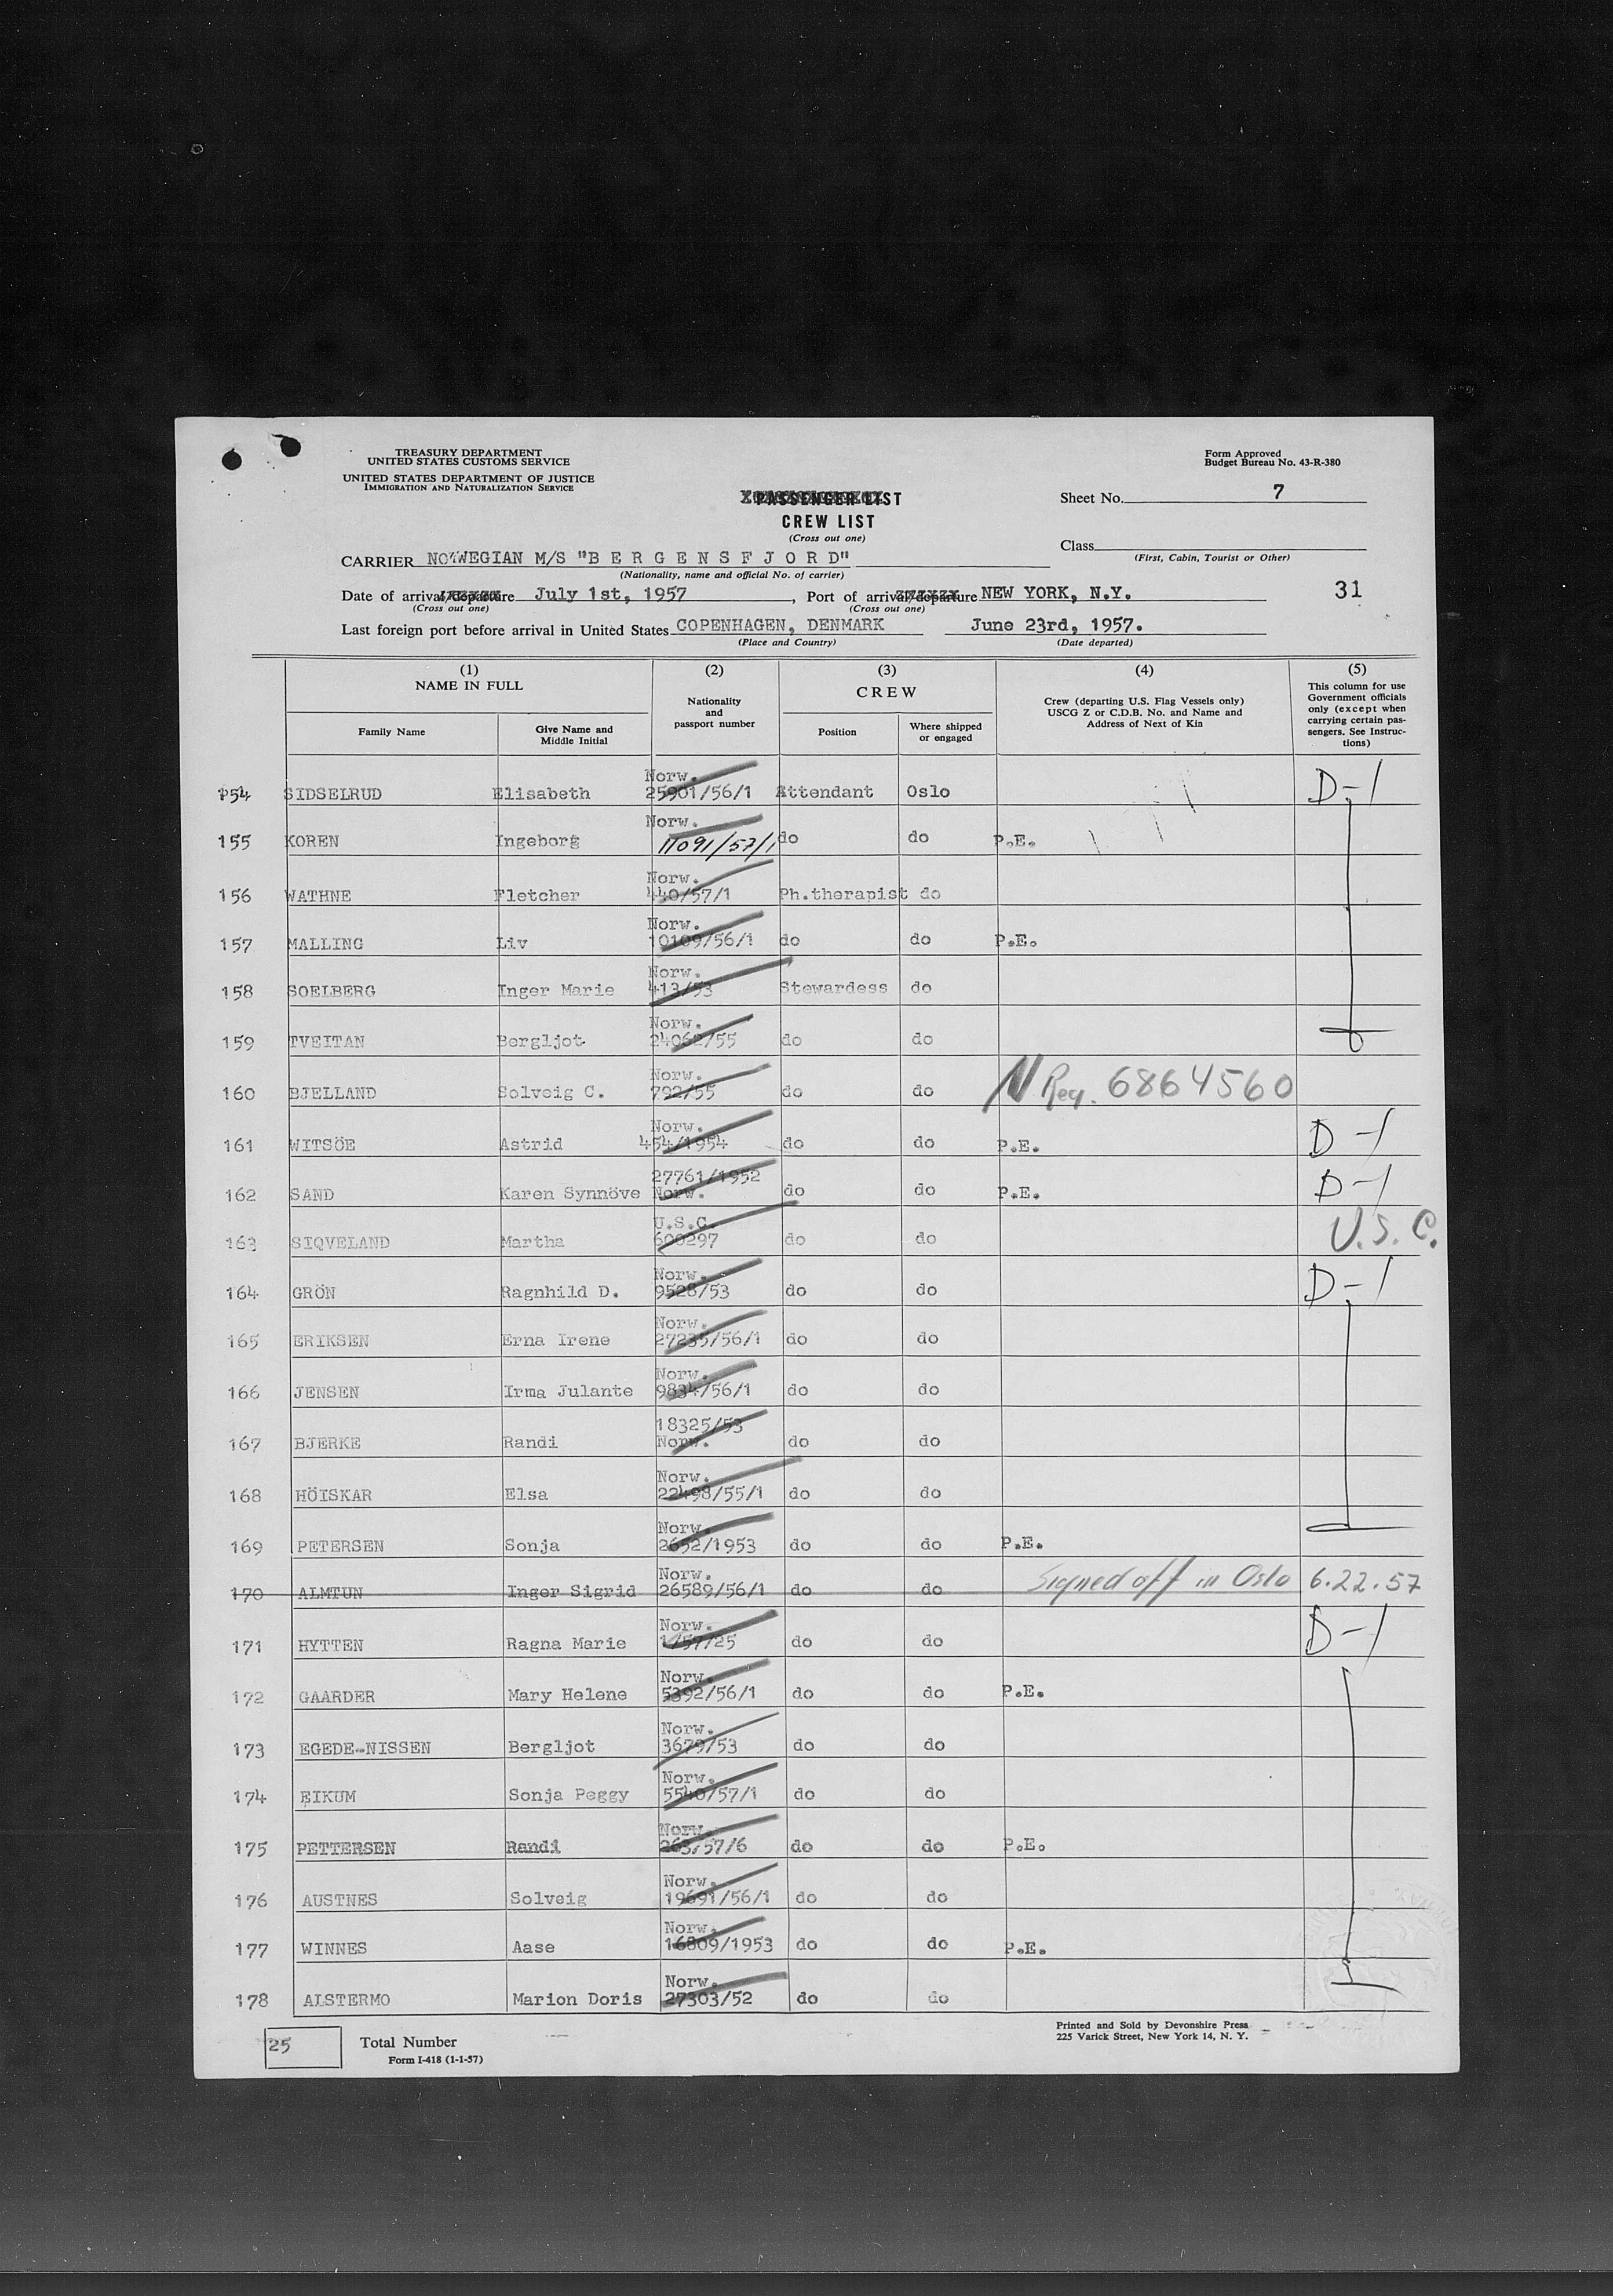 TREASURY DEPARTMENT
UNITED STATES CUSTOMS SERVICE
UNITED STATES DEPARTMENT OF JUSTICE
IMMIGRATION AND NATURALIZATION SERVICE
Form Approved
Budget Bureau No. 43-R-380
PASSENGER LIST
CREW LIST
(Cross out one)
Sheet No. 7
Class
(First, Cabin, Tourist or Other)
CARRIER NORWEGIAN M/S "B E R G E N S F J O R D"
(Nationality, name and official No. of carrier)
Date of arrival/departure July 1st, 1957, Port of arrival/departure NEW YORK, N.Y. 31
(Cross out one) (Cross out one)
Last foreign port before arrival in United States COPENHAGEN, DENMARK June 23rd, 1957.
(Place and Country) (Date departed)
(1) (2) (3) (4) (5)
NAME IN FULL
Family Name
Give Name and
Middle Initial
Nationality
and
passport number
CREW
Position
Where shipped
or engaged
Crew (departing U.S. Flag Vessels only)
USCG Z or C.D.B. No. and Name and
Address of Next of Kin
This column for use
Government officials
only (except when
carrying certain pas-
sengers. See Instruc-
tions)
Norw.
154 SIDSELRUD Elisabeth 25901/56/1 Attendant Oslo D-1
Norw.
155 KOREN Ingeborg 11091/57/1 do do P.E.
Norw.
156 WATHNE Fletcher 440/57/1 Ph.therapist do
Norw.
157 MALLING Liv 10109/56/1 do do P.E.
Norw.
158 SOELBERG Inger Marie 413/53 Stewardess do
Norw.
159 TVEITAN Bergljot 24062/55 do do
Norw.
160 BJELLAND Solveig C. 792/55 do do N Reg. 6864560
Norw.
161 WITSÖE Astrid 454/1954 do do P.E. D-1
27761/1952
162 SAND Karen Synnöve Norw. do do P.E. D-1
U.S.C.
163 SIQVELAND Martha 600297 do do U.S.C.
Norw.
164 GRÖN Ragnhild D. 9528/53 do do D-1
Norw.
165 ERIKSEN Erna Irene 27235/56/1 do do
Norw.
166 JENSEN Irma Julante 9834/56/1 do do
18325/53
167 BJERKE Randi Norw. do do
Norw.
168 HÖISKAR Elsa 22498/55/1 do do
Norw.
169 PETERSEN Sonja 2652/1953 do do P.E.
Norw.
170 ALMTUN Inger Sigrid 26589/56/1 do do Signed off in Oslo 6.22.57
Norw.
171 HYTTEN Ragna Marie 1/57/25 do do D-1
Norw.
172 GAARDER Mary Helene 5392/56/1 do do P.E.
Norw.
173 EGEDE-NISSEN Bergljot 3679/53 do do
Norw.
174 EIKUM Sonja Peggy 5540/57/1 do do
Norw.
175 PETTERSEN Randi 263/57/6 do do P.E.
Norw.
176 AUSTNES Solveig 19691/56/1 do do
Norw.
177 WINNES Aase 16809/1953 do do P.E.
Norw.
178 ALSTERMO Marion Doris 27303/52 do do
25 Total Number
Form I-418 (1-1-57)
Printed and Sold by Devonshire Press
225 Varick Street, New York 14, N. Y.